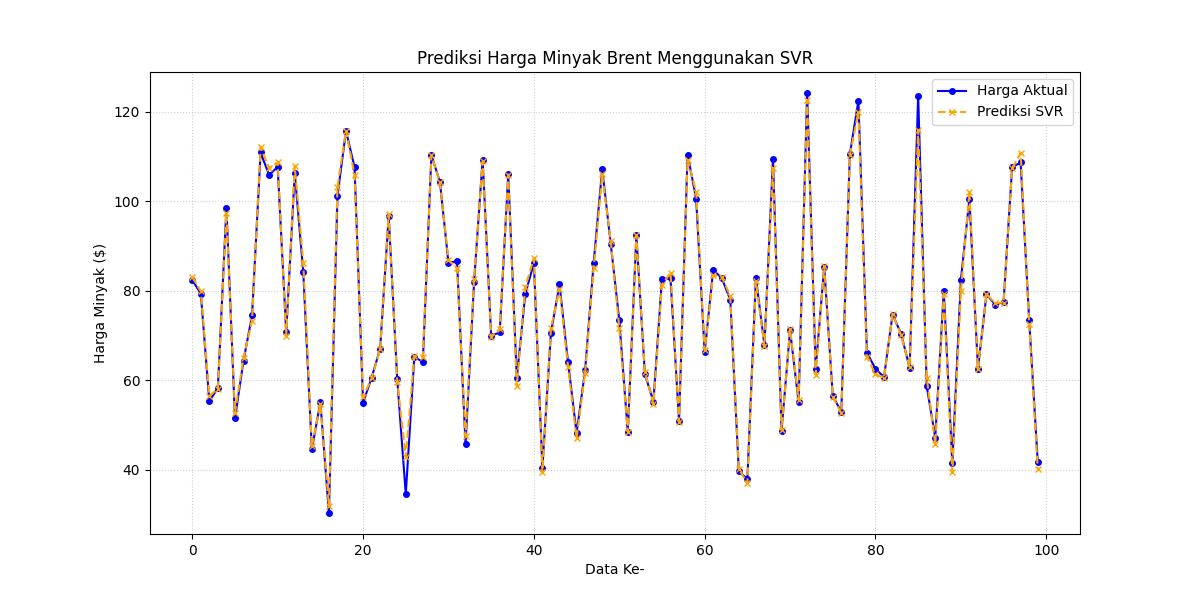 Prediksi Harga Minyak Brent Menggunakan SVR
Harga Aktual
Prediksi SVR
Harga Minyak ($)
120
100
80
60
40
0 20 40 60 80 100
Data Ke-